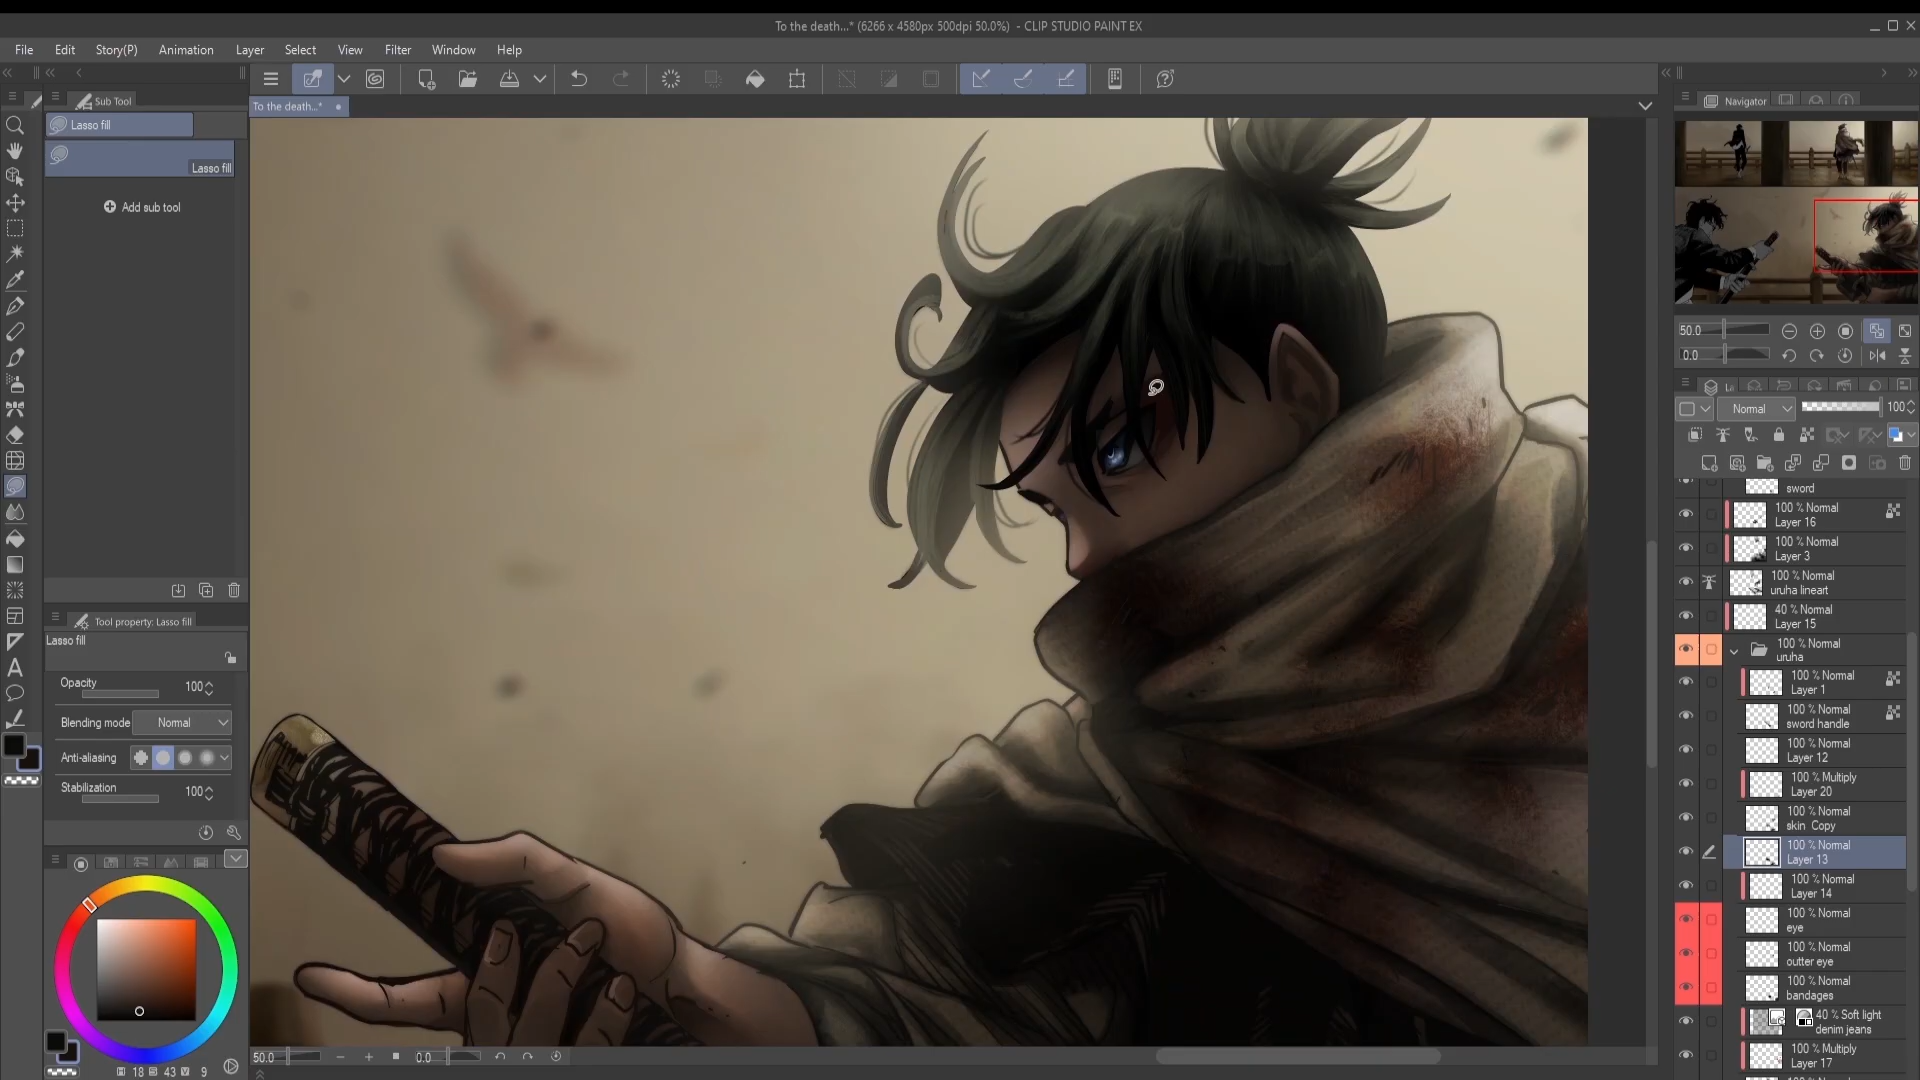 To the death...* (6266 x 4580px 500dpi 50.0%) - CLIP STUDIO PAINT EX
File Edit Story(P) Animation Layer Select View Filter Window Help
Sub Tool
To the death...*
Navigator
Lasso fill
Lasso fill
Add sub tool
50.0
0.0
Normal 100
sword
100 % Normal
Layer 16
100 % Normal
Layer 3
100 % Normal
uruha lineart
40 % Normal
Layer 15
100 % Normal
uruha
100 % Normal
Layer 1
100 % Normal
sword handle
100 % Normal
Layer 12
100 % Multiply
Layer 20
100 % Normal
skin Copy
100 % Normal
Layer 13
100 % Normal
Layer 14
100 % Normal
eye
100 % Normal
outter eye
100 % Normal
bandages
40 % Soft light
denim jeans
100 % Multiply
Layer 17
Tool property: Lasso fill
Lasso fill
Opacity 100
Blending mode Normal
Anti-aliasing
Stabilization 100
A
50.0 0.0
18 43 9